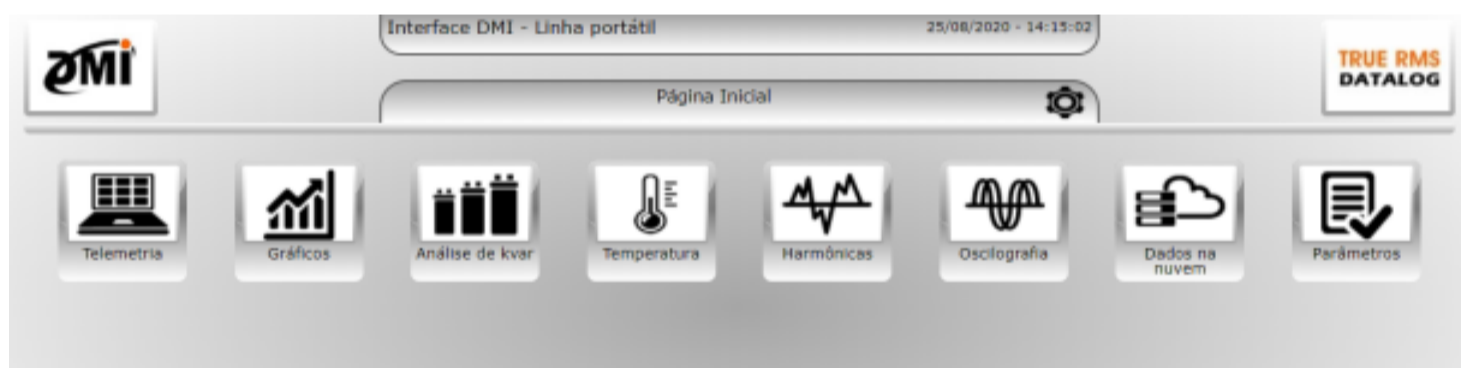 DMI
Interface DMI - Linha portátil
25/08/2020 - 14:15:02
TRUE RMS
DATALOG
Página Inicial
Telemetria
Gráficos
Análise de kvar
Temperatura
Harmônicas
Oscilografia
Dados na
nuvem
Parâmetros